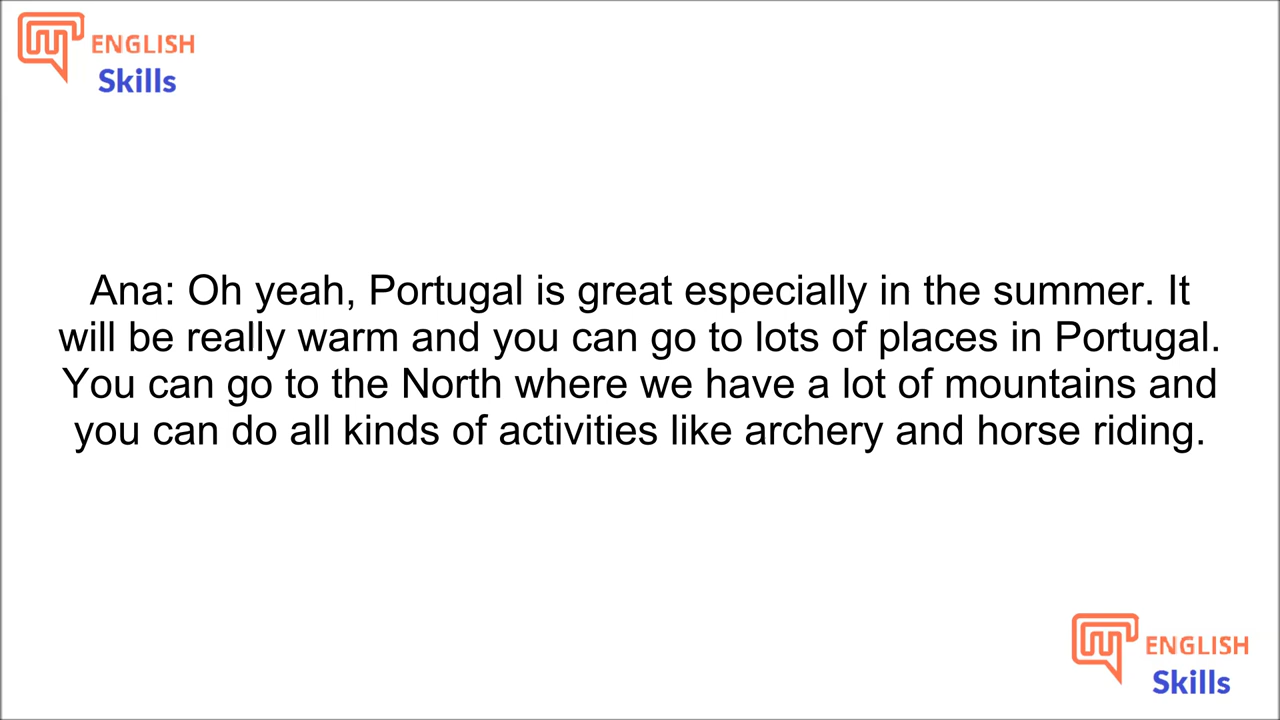 ENGLISH
Skills
Ana: Oh yeah, Portugal is great especially in the summer. It
will be really warm and you can go to lots of places in Portugal.
You can go to the North where we have a lot of mountains and
you can do all kinds of activities like archery and horse riding.
ENGLISH
Skills